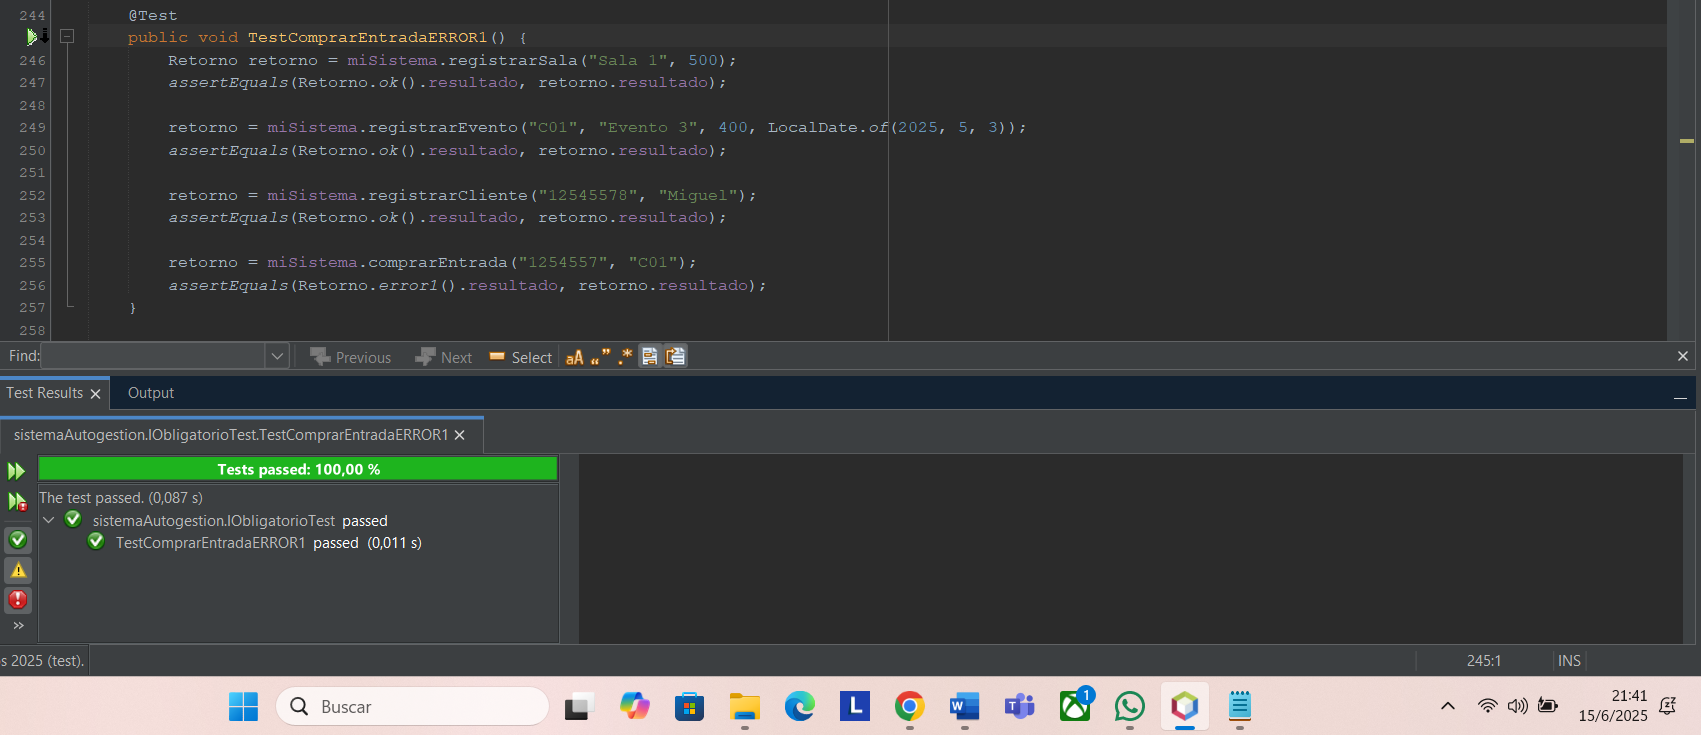 244 @Test
public void TestComprarEntradaERROR1() {
246 Retorno retorno = miSistema.registrarSala("Sala 1", 500);
247 assertEquals(Retorno.ok().resultado, retorno.resultado);
248
249 retorno = miSistema.registrarEvento("C01", "Evento 3", 400, LocalDate.of(2025, 5, 3));
250 assertEquals(Retorno.ok().resultado, retorno.resultado);
251
252 retorno = miSistema.registrarCliente("12545578", "Miguel");
253 assertEquals(Retorno.ok().resultado, retorno.resultado);
254
255 retorno = miSistema.comprarEntrada("1254557", "C01");
256 assertEquals(Retorno.error1().resultado, retorno.resultado);
257 }
258
Find: Previous Next Select aA “” .*
Test Results Output
sistemaAutogestion.IObligatorioTest.TestComprarEntradaERROR1
Tests passed: 100,00 %
The test passed. (0,087 s)
sistemaAutogestion.IObligatorioTest passed
TestComprarEntradaERROR1 passed (0,011 s)
s 2025 (test). 245:1 INS
Buscar L W T 1 21:41
15/6/2025